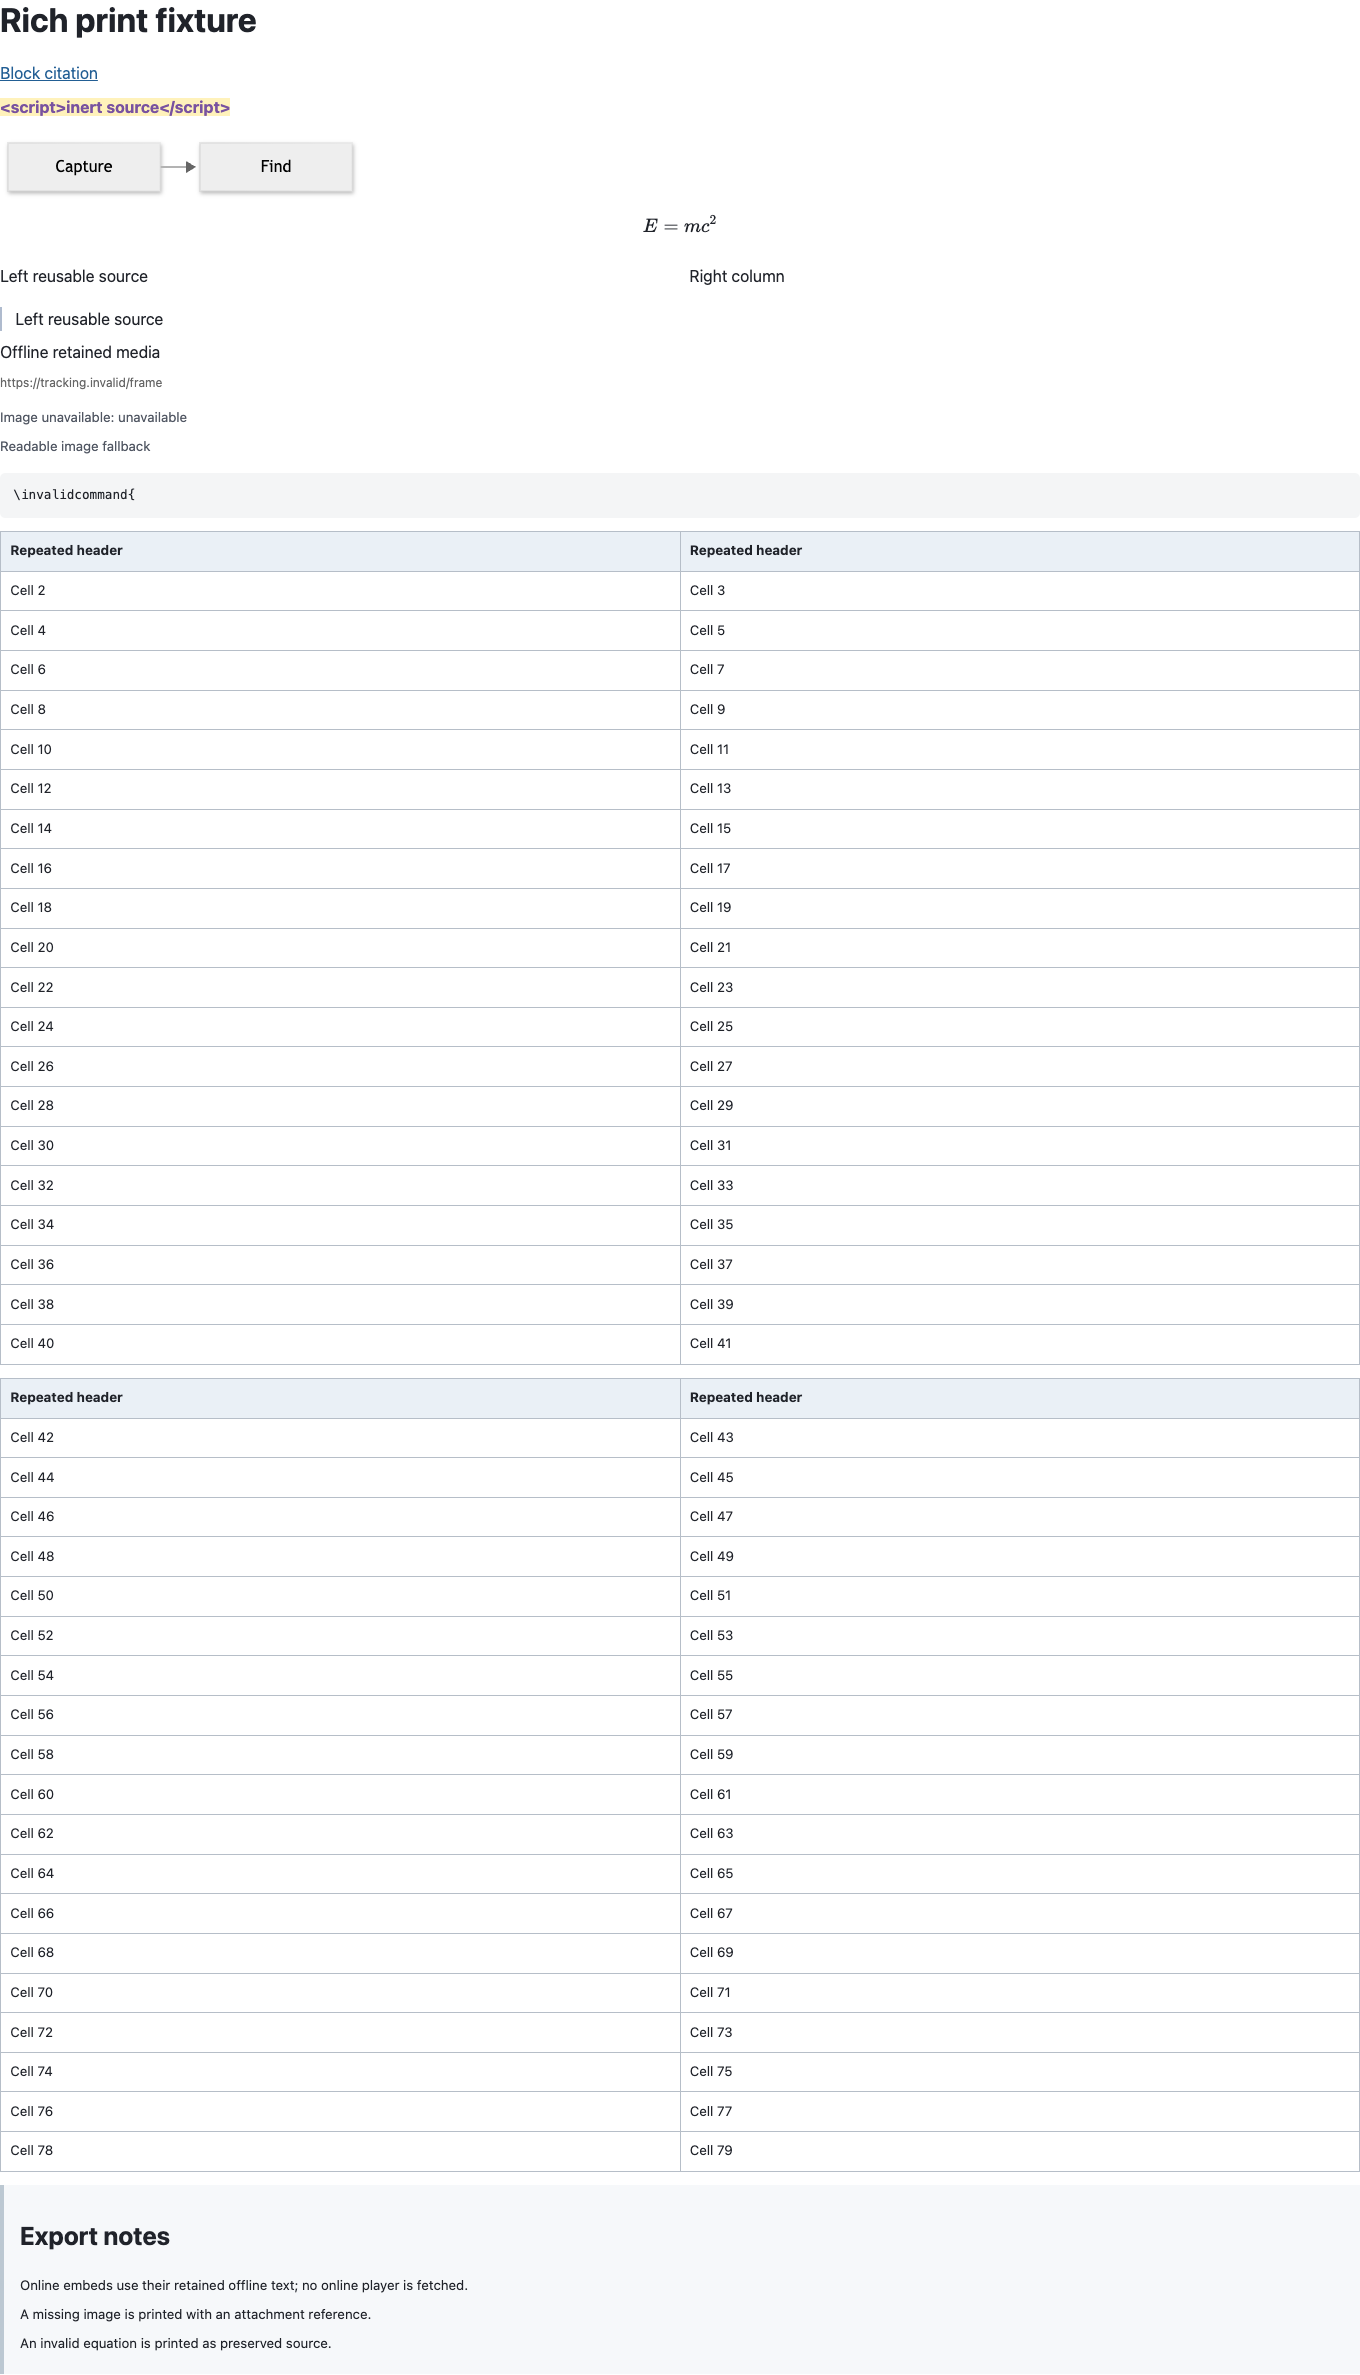 Rich print fixture
Block citation
<script>inert source</script>
Capture Find
E = mc²
Left reusable source Right column
Left reusable source
Offline retained media
https://tracking.invalid/frame
Image unavailable: unavailable
Readable image fallback
\invalidcommand{
Repeated header Repeated header
Cell 2 Cell 3
Cell 4 Cell 5
Cell 6 Cell 7
Cell 8 Cell 9
Cell 10 Cell 11
Cell 12 Cell 13
Cell 14 Cell 15
Cell 16 Cell 17
Cell 18 Cell 19
Cell 20 Cell 21
Cell 22 Cell 23
Cell 24 Cell 25
Cell 26 Cell 27
Cell 28 Cell 29
Cell 30 Cell 31
Cell 32 Cell 33
Cell 34 Cell 35
Cell 36 Cell 37
Cell 38 Cell 39
Cell 40 Cell 41
Repeated header Repeated header
Cell 42 Cell 43
Cell 44 Cell 45
Cell 46 Cell 47
Cell 48 Cell 49
Cell 50 Cell 51
Cell 52 Cell 53
Cell 54 Cell 55
Cell 56 Cell 57
Cell 58 Cell 59
Cell 60 Cell 61
Cell 62 Cell 63
Cell 64 Cell 65
Cell 66 Cell 67
Cell 68 Cell 69
Cell 70 Cell 71
Cell 72 Cell 73
Cell 74 Cell 75
Cell 76 Cell 77
Cell 78 Cell 79
Export notes
Online embeds use their retained offline text; no online player is fetched.
A missing image is printed with an attachment reference.
An invalid equation is printed as preserved source.